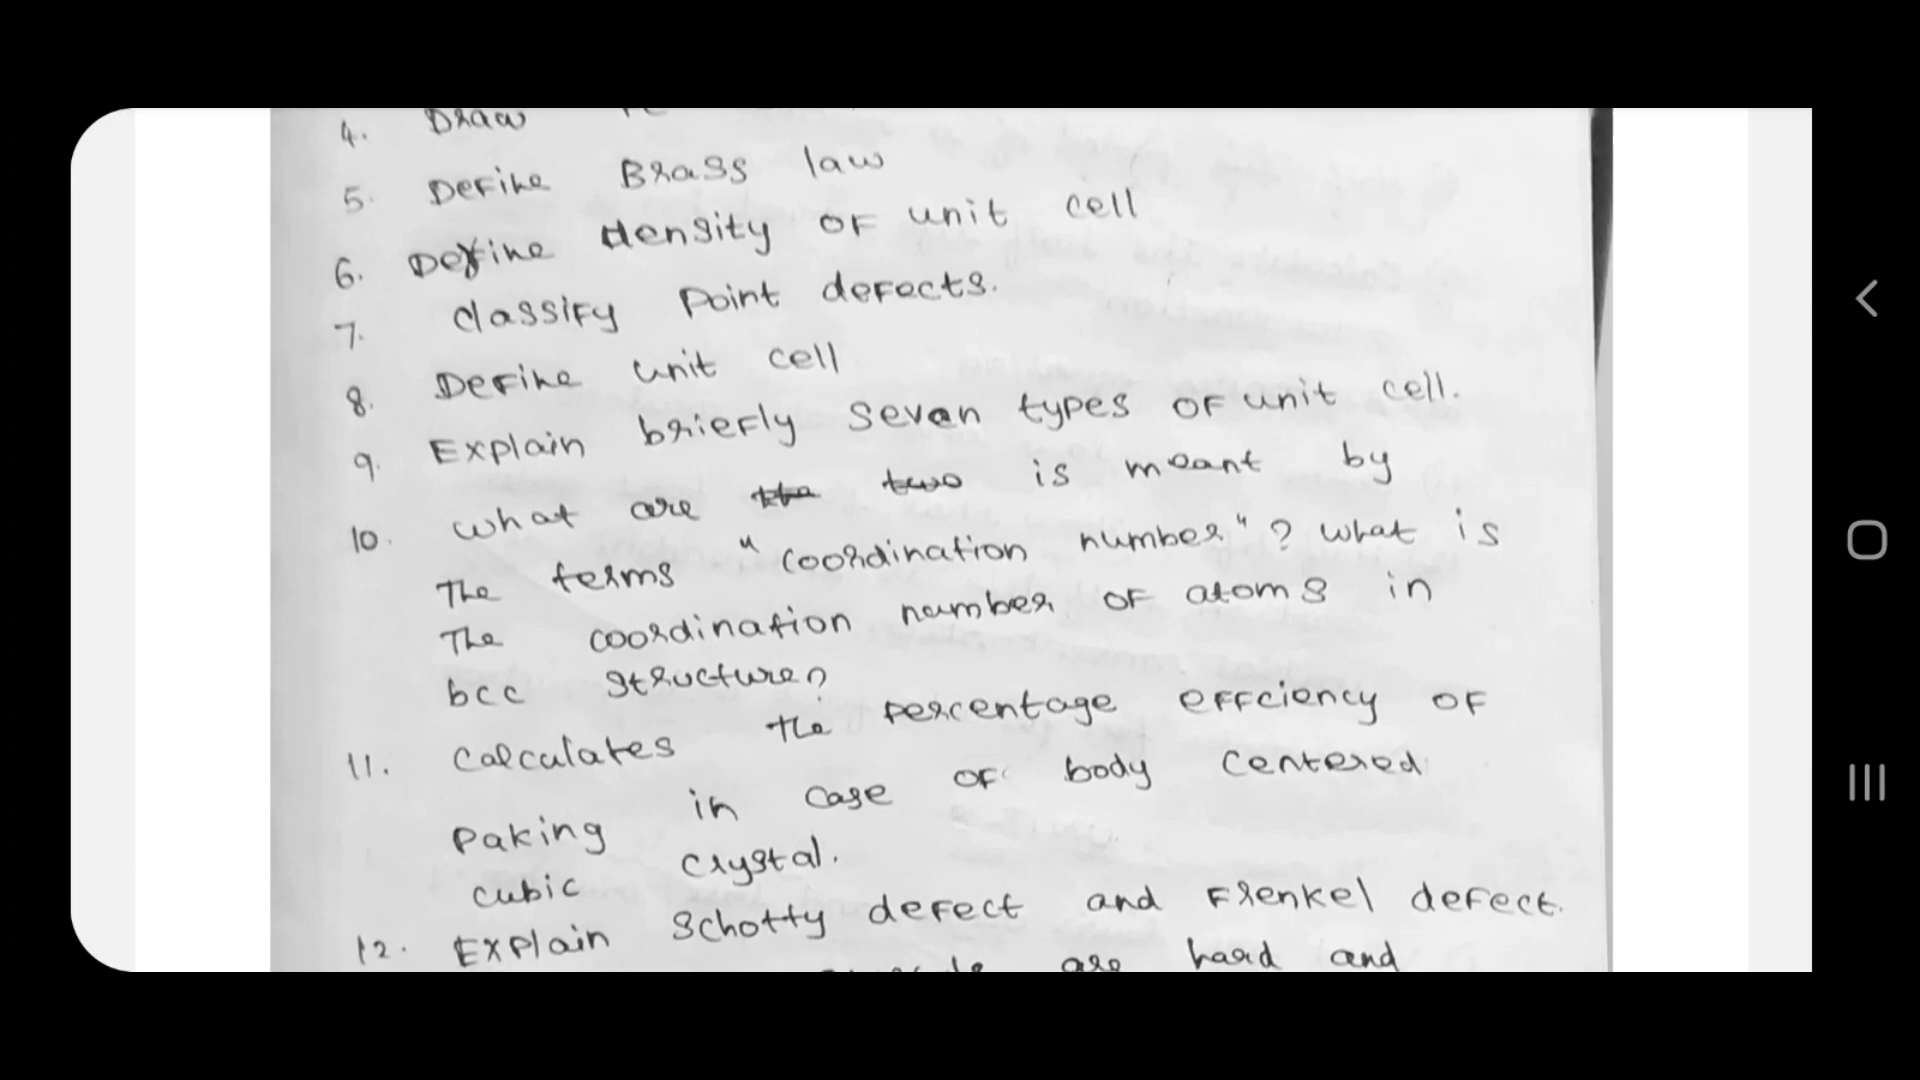 4. Draw
5. Define Brags law
6. Define density of unit cell
7. classify point defects.
8. Define unit cell
9. Explain briefly seven types of unit cell.
10. what are the two is meant by
The terms "coordination number"? what is
The coordination number of atoms in
bcc structure?
11. Calculates the percentage effciency of
paking in case of body centered
cubic crystal.
12. Explain Schotty defect and Frenkel defect.
are hard and